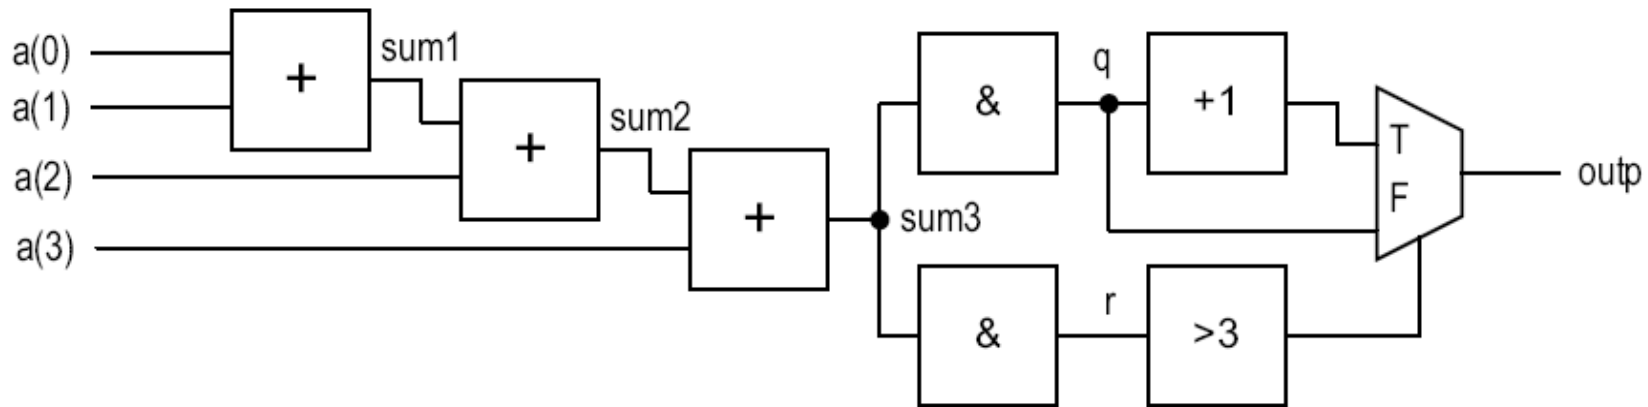 a(0)
a(1)
a(2)
a(3)
+
sum1
+
sum2
+
sum3
&
q
+1
&
r
>3
T
F
outp